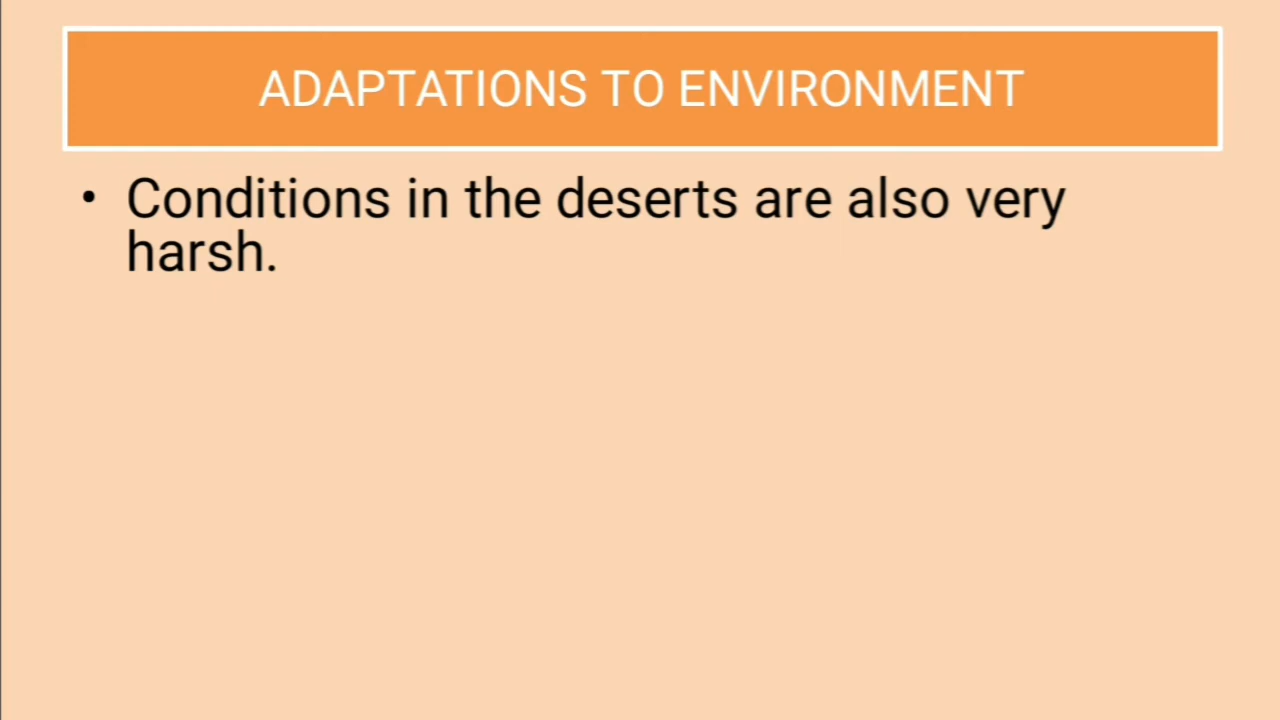 ADAPTATIONS TO ENVIRONMENT
• Conditions in the deserts are also very
harsh.